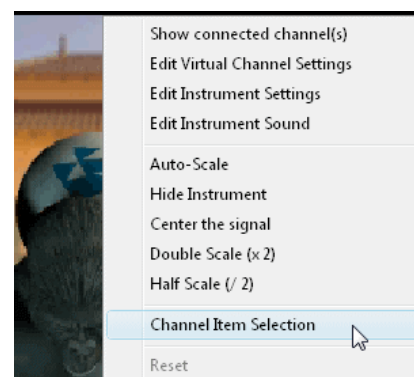 Show connected channel(s)
Edit Virtual Channel Settings
Edit Instrument Settings
Edit Instrument Sound
Auto-Scale
Hide Instrument
Center the signal
Double Scale (x 2)
Half Scale (/ 2)
Channel Item Selection
Reset